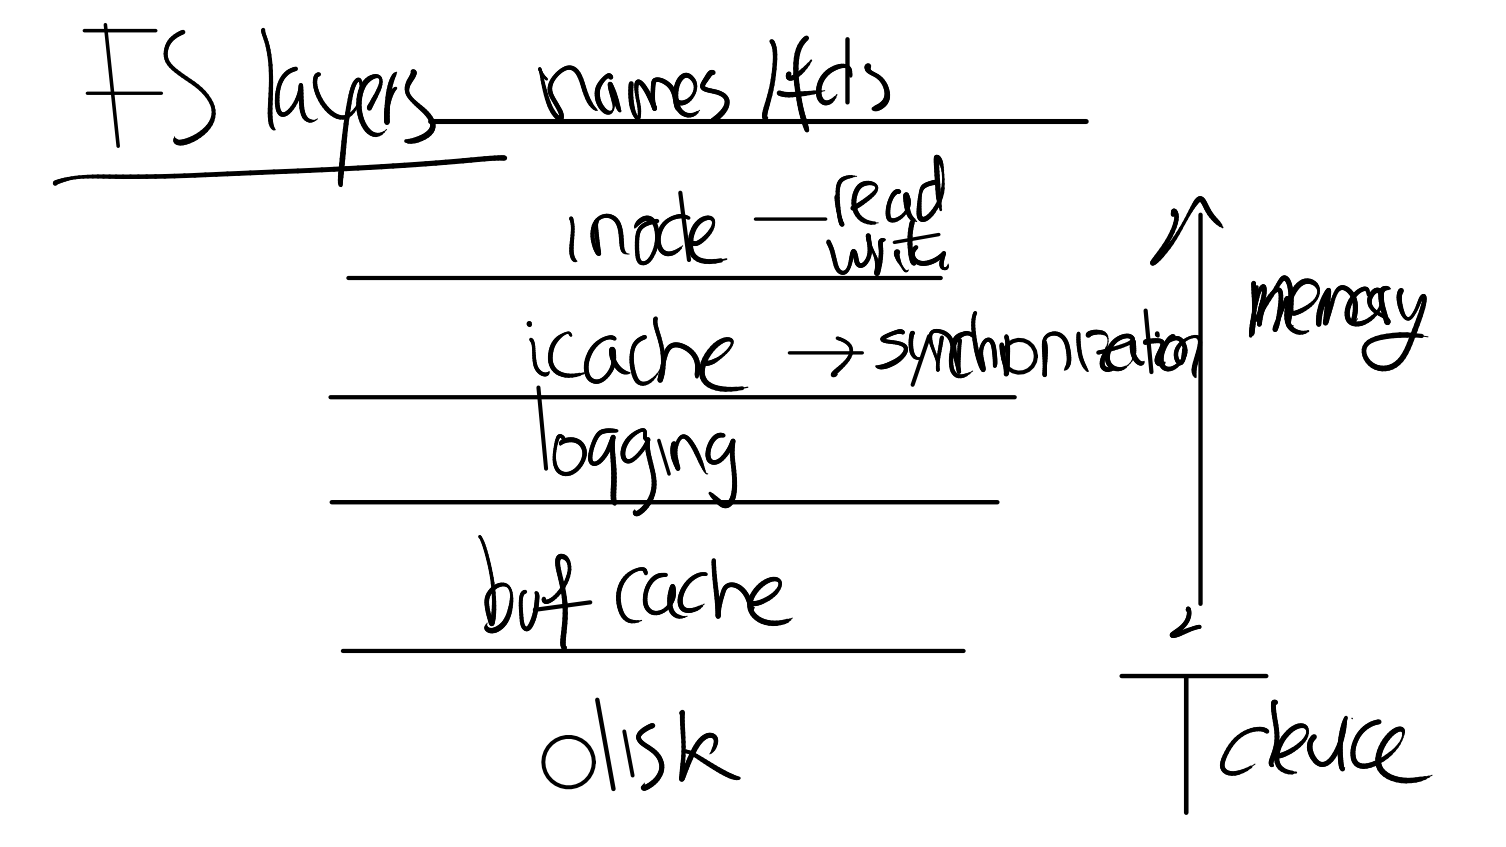 FS layers names / fds
inode — read
write
icache → synchronization
memory
logging
buf cache
disk
device